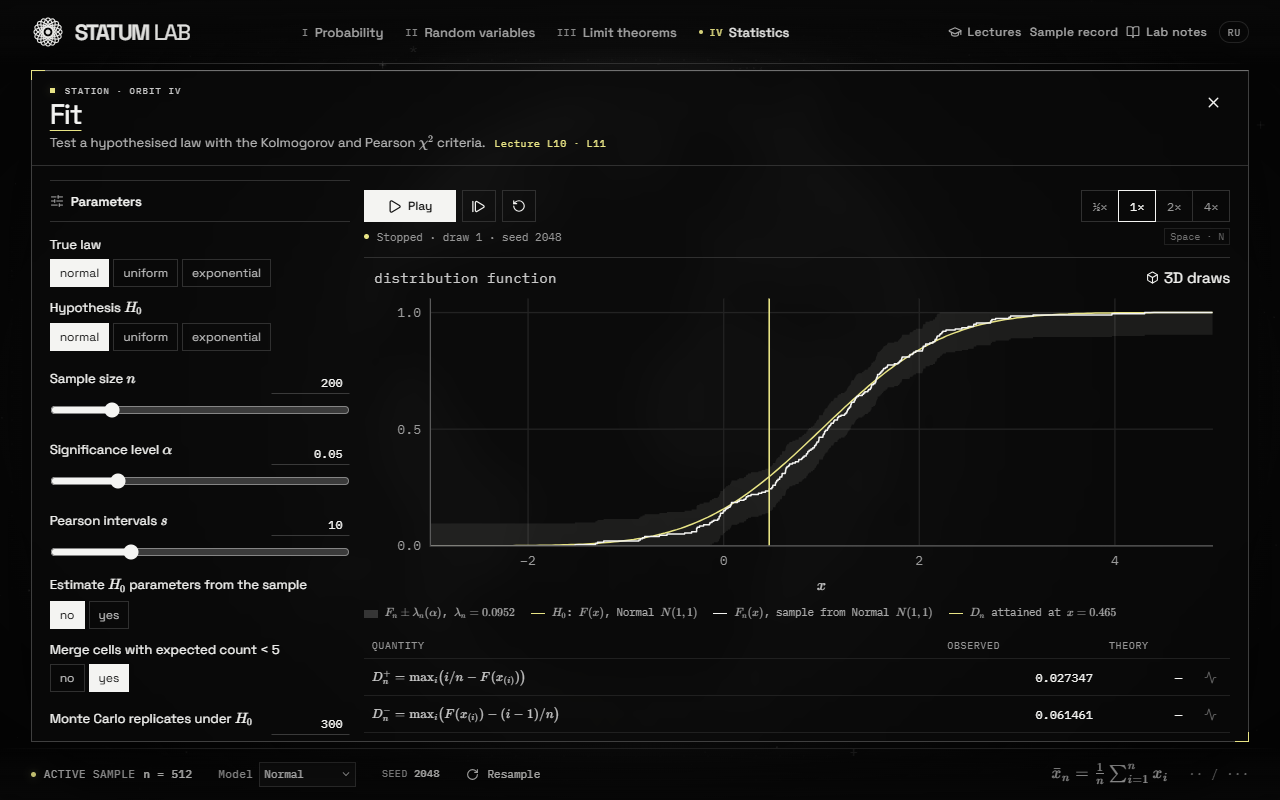 STATUM LAB
I Probability
II Random variables
III Limit theorems
IV Statistics
Lectures
Sample record
Lab notes
RU
STATION · ORBIT IV
Fit
Test a hypothesised law with the Kolmogorov and Pearson χ² criteria. Lecture L10 · L11
Parameters
True law
normal uniform exponential
Hypothesis H₀
normal uniform exponential
Sample size n 200
Significance level α 0.05
Pearson intervals s 10
Estimate H₀ parameters from the sample
no yes
Merge cells with expected count < 5
no yes
Monte Carlo replicates under H₀ 300
Play
½× 1× 2× 4×
Stopped · draw 1 · seed 2048
Space · N
distribution function
3D draws
1.0
0.5
0.0
−2 0 2 4
x
Fₙ ± λₙ(α), λₙ = 0.0952 H₀: F(x), Normal N(1,1) Fₙ(x), sample from Normal N(1,1) Dₙ attained at x = 0.465
QUANTITY OBSERVED THEORY
Dₙ⁺ = maxᵢ(i/n − F(x₍ᵢ₎)) 0.027347 —
Dₙ⁻ = maxᵢ(F(x₍ᵢ₎) − (i − 1)/n) 0.061461 —
ACTIVE SAMPLE n = 512
Model Normal
SEED 2048
Resample
x̄ₙ = 1/n ∑ⁿᵢ₌₁ xᵢ
·· / ···